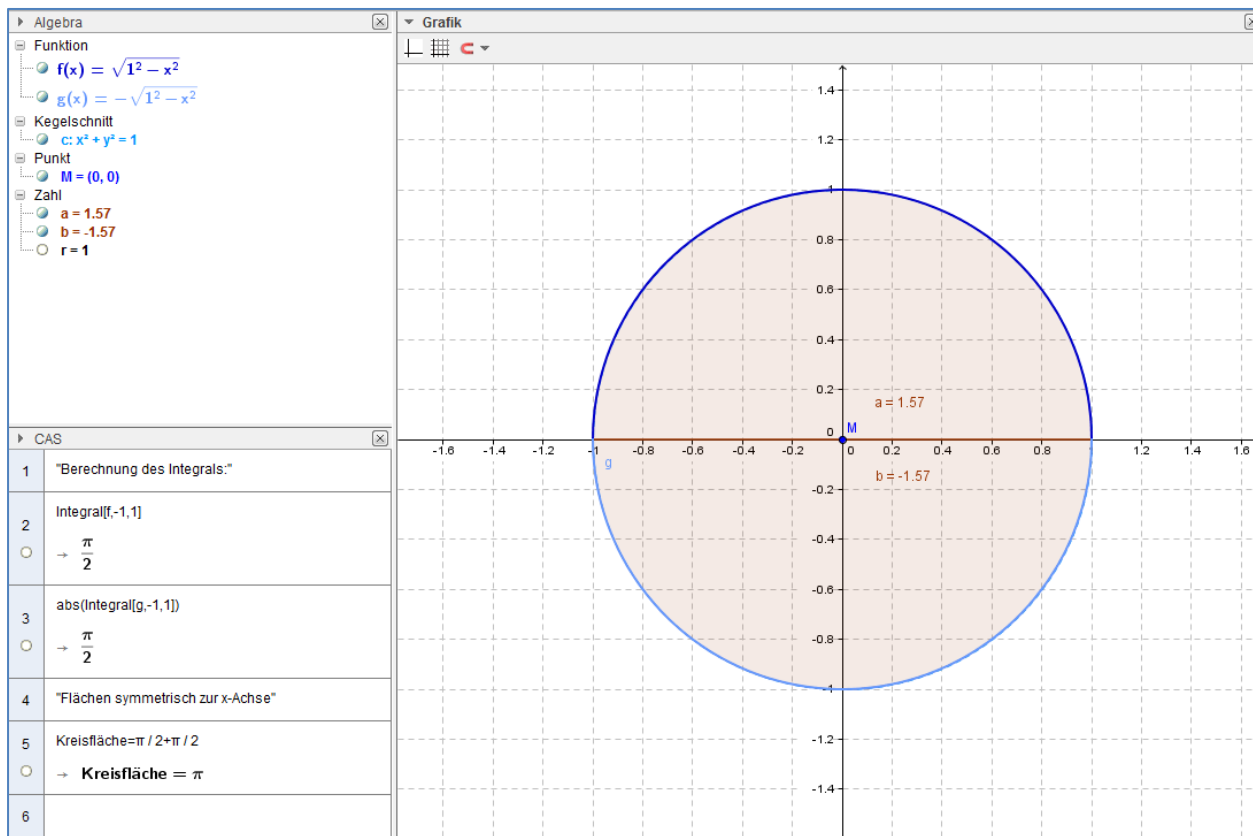 Algebra
Funktion
f(x) = √(1² − x²)
g(x) = −√(1² − x²)
Kegelschnitt
c: x² + y² = 1
Punkt
M = (0, 0)
Zahl
a = 1.57
b = -1.57
r = 1
CAS
1 "Berechnung des Integrals:"
2 Integral[f,-1,1]
→ π/2
3 abs(Integral[g,-1,1])
→ π/2
4 "Flächen symmetrisch zur x-Achse"
5 Kreisfläche=π / 2+π / 2
→ Kreisfläche = π
6
Grafik
1.4
1.2
1
0.8
0.6
0.4
0.2
a = 1.57
0
M
-1.6 -1.4 -1.2 -1 -0.8 -0.6 -0.4 -0.2 0 0.2 0.4 0.6 0.8 1 1.2 1.4 1.6
g
b = -1.57
-0.2
-0.4
-0.6
-0.8
-1
-1.2
-1.4